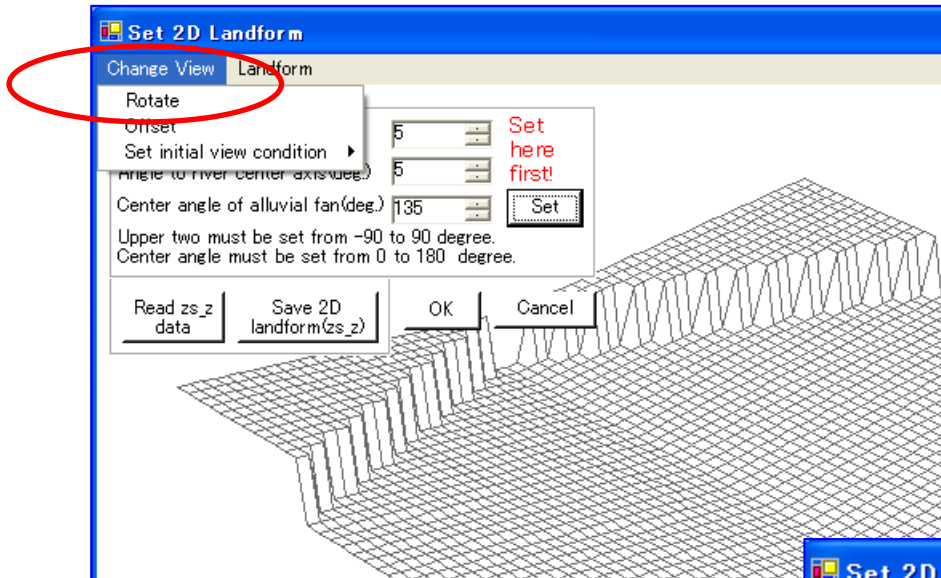 Set 2D Landform
Change View Landform
Rotate
Offset
Set initial view condition
5
Set
here
first!
Angle to river center axis(deg.) 5
Center angle of alluvial fan(deg.) 135
Set
Upper two must be set from -90 to 90 degree.
Center angle must be set from 0 to 180 degree.
Read zs_z
data
Save 2D
landform(zs_z)
OK
Cancel
Set 2D